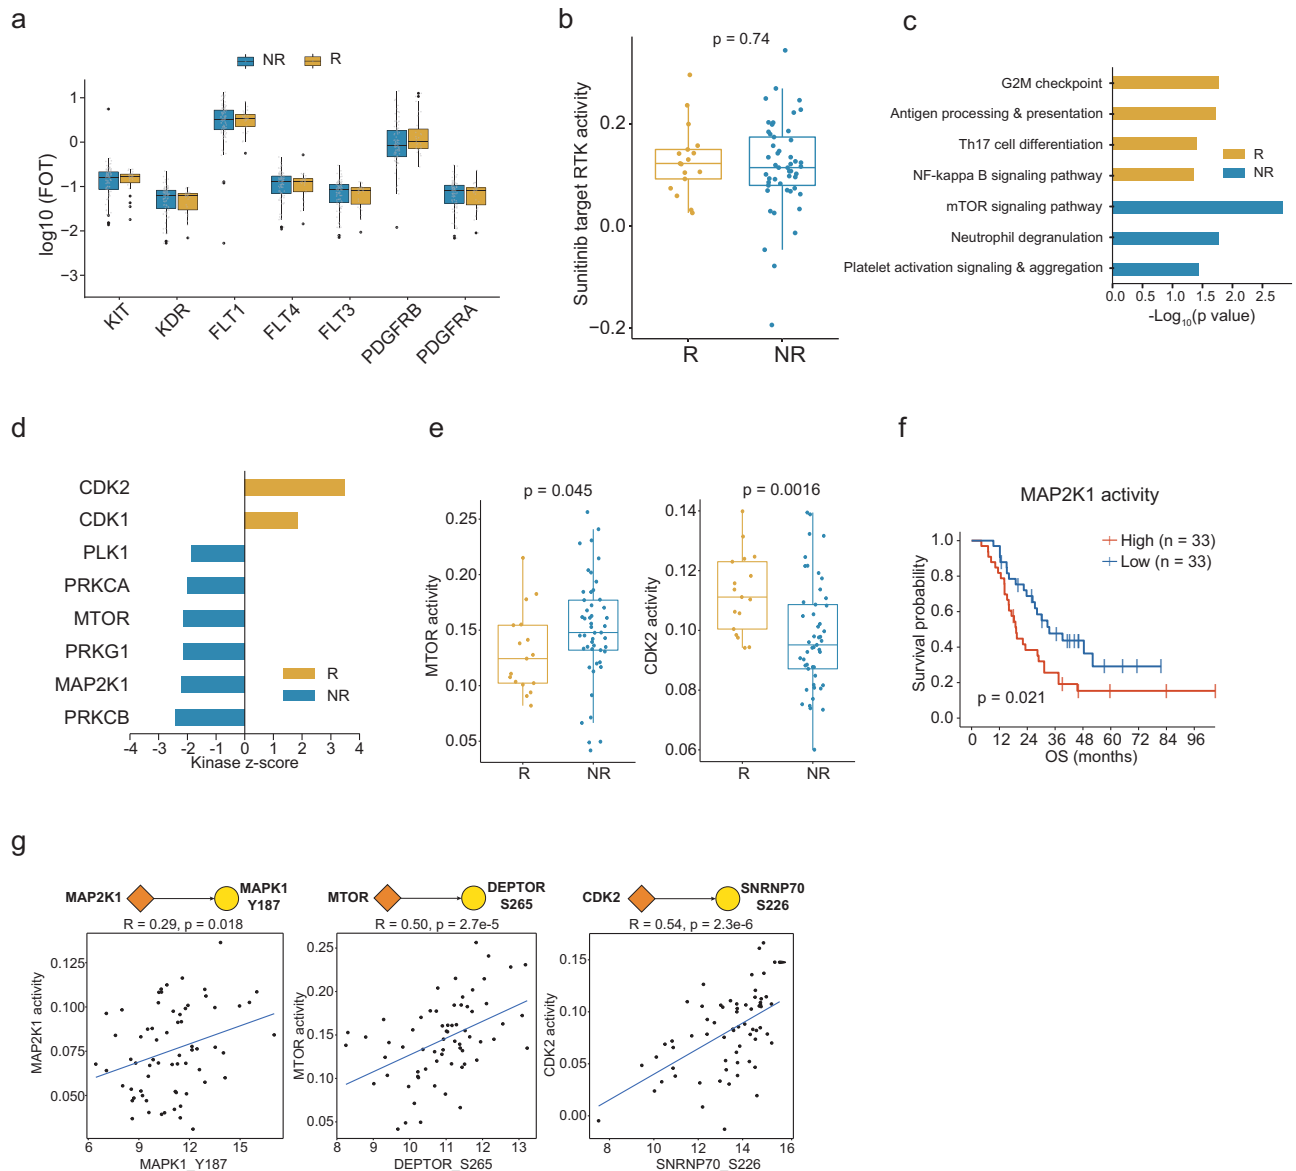 a
NR R
log10 (FOT)
1
0
−1
−2
−3
KIT KDR FLT1 FLT4 FLT3 PDGFRB PDGFRA
b
p = 0.74
Sunitinib target RTK activity
0.2
0.0
−0.2
R NR
c
G2M checkpoint
Antigen processing & presentation
Th17 cell differentiation
NF-kappa B signaling pathway
mTOR signaling pathway
Neutrophil degranulation
Platelet activation signaling & aggregation
R
NR
0.0 0.5 1.0 1.5 2.0 2.5
-Log10(p value)
d
CDK2
CDK1
PLK1
PRKCA
MTOR
PRKG1
MAP2K1
PRKCB
R
NR
-4 -3 -2 -1 0 1 2 3 4
Kinase z-score
e
p = 0.045
MTOR activity
0.25
0.20
0.15
0.10
0.05
R NR
p = 0.0016
CDK2 activity
0.14
0.12
0.10
0.08
0.06
R NR
f
MAP2K1 activity
High (n = 33)
Low (n = 33)
Survival probability
1.0
0.8
0.6
0.4
0.2
0.0
p = 0.021
0 12 24 36 48 60 72 84 96
OS (months)
g
MAP2K1 MAPK1
Y187
R = 0.29, p = 0.018
MAP2K1 activity
0.125
0.100
0.075
0.050
6 9 12 15
MAPK1_Y187
MTOR DEPTOR
S265
R = 0.50, p = 2.7e-5
MTOR activity
0.25
0.20
0.15
0.10
0.05
8 9 10 11 12 13
DEPTOR_S265
CDK2 SNRNP70
S226
R = 0.54, p = 2.3e-6
CDK2 activity
0.15
0.10
0.05
0.00
8 10 12 14 16
SNRNP70_S226